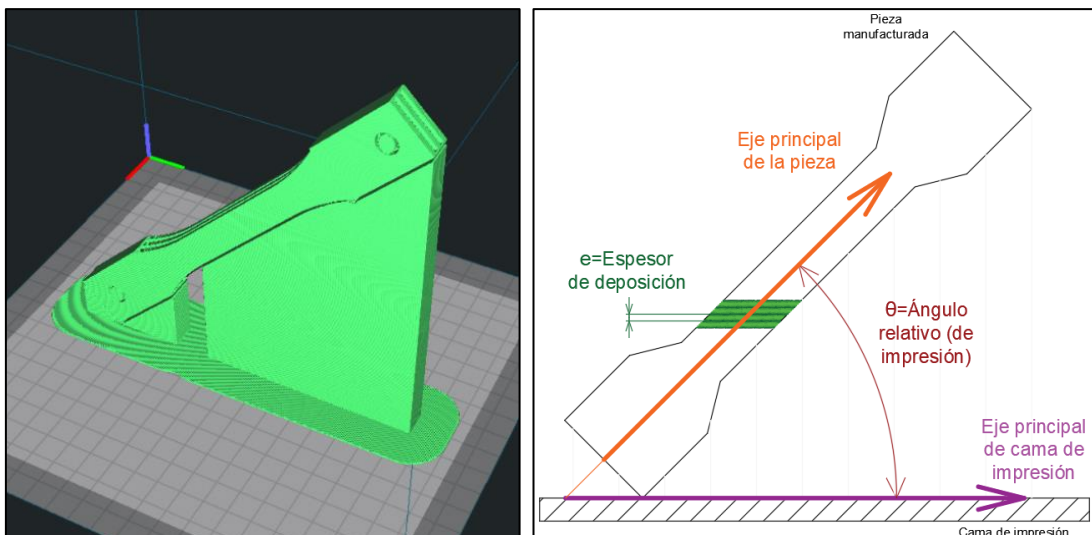 Pieza
manufacturada
Eje principal
de la pieza
e=Espesor
de deposición
θ=Ángulo
relativo (de
impresión)
Eje principal
de cama de
impresión
Cama de impresión